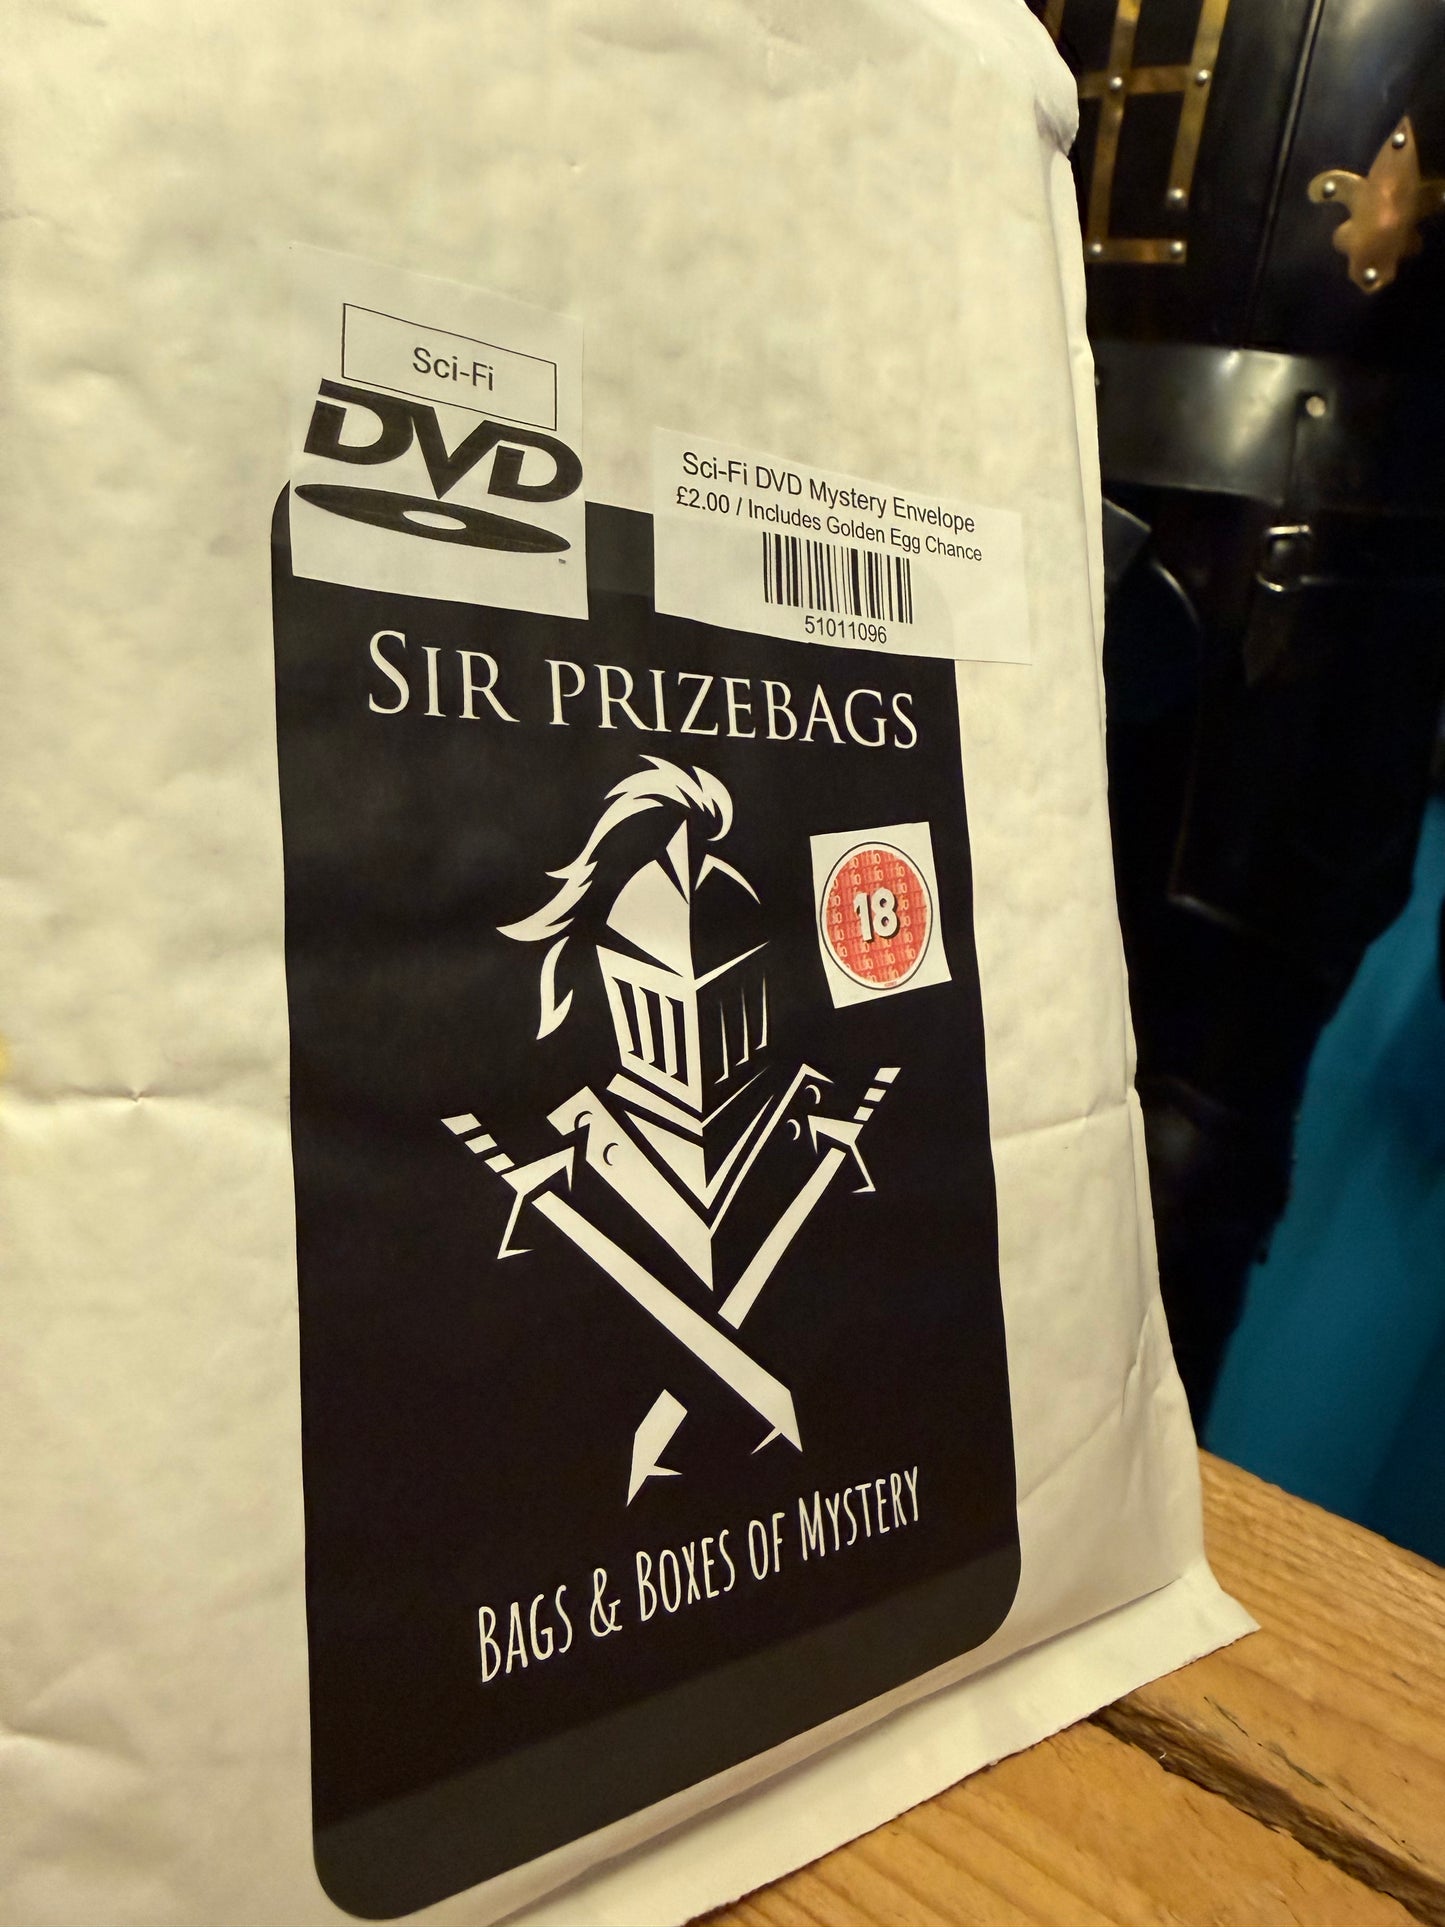 Sci-Fi
DVD
Sci-Fi DVD Mystery Envelope
£2.00 / Includes Golden Egg Chance
51011096
SIR PRIZEBAGS
18
BAGS & BOXES OF MYSTERY